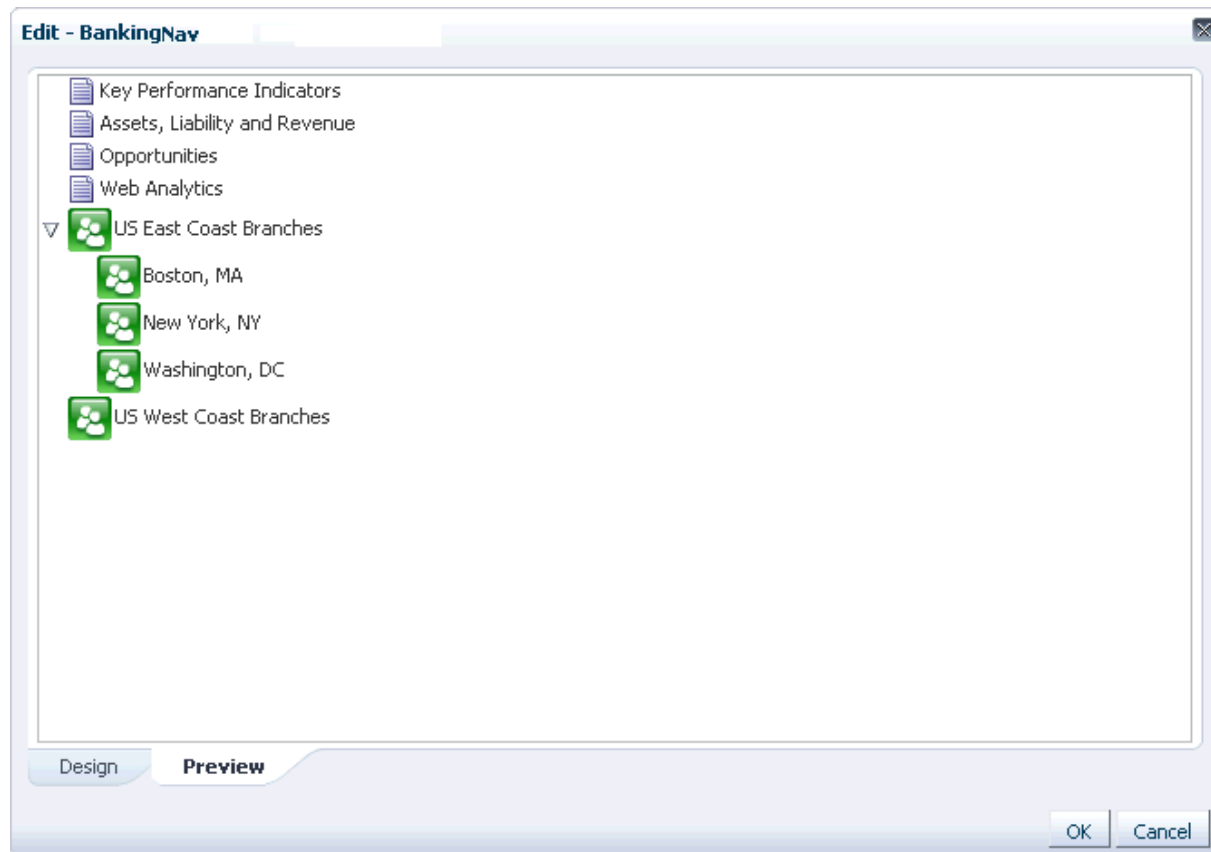 Edit - BankingNav
Key Performance Indicators
Assets, Liability and Revenue
Opportunities
Web Analytics
US East Coast Branches
Boston, MA
New York, NY
Washington, DC
US West Coast Branches
Design Preview
OK Cancel